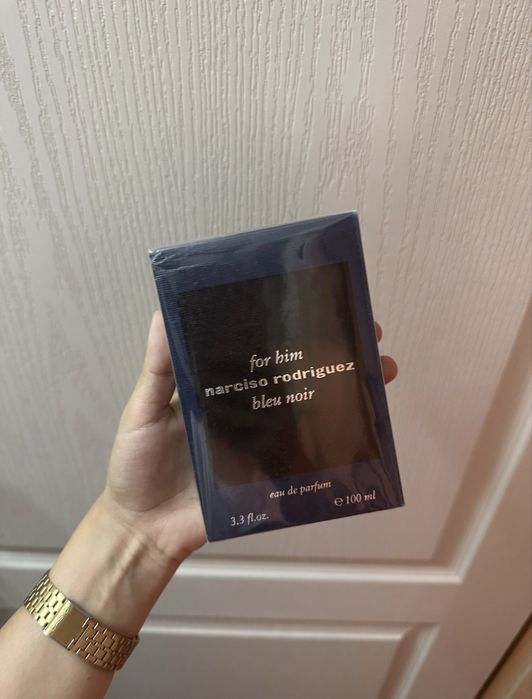 for him
narciso rodriguez
bleu noir
eau de parfum
3.3 fl.oz. ℮ 100 ml